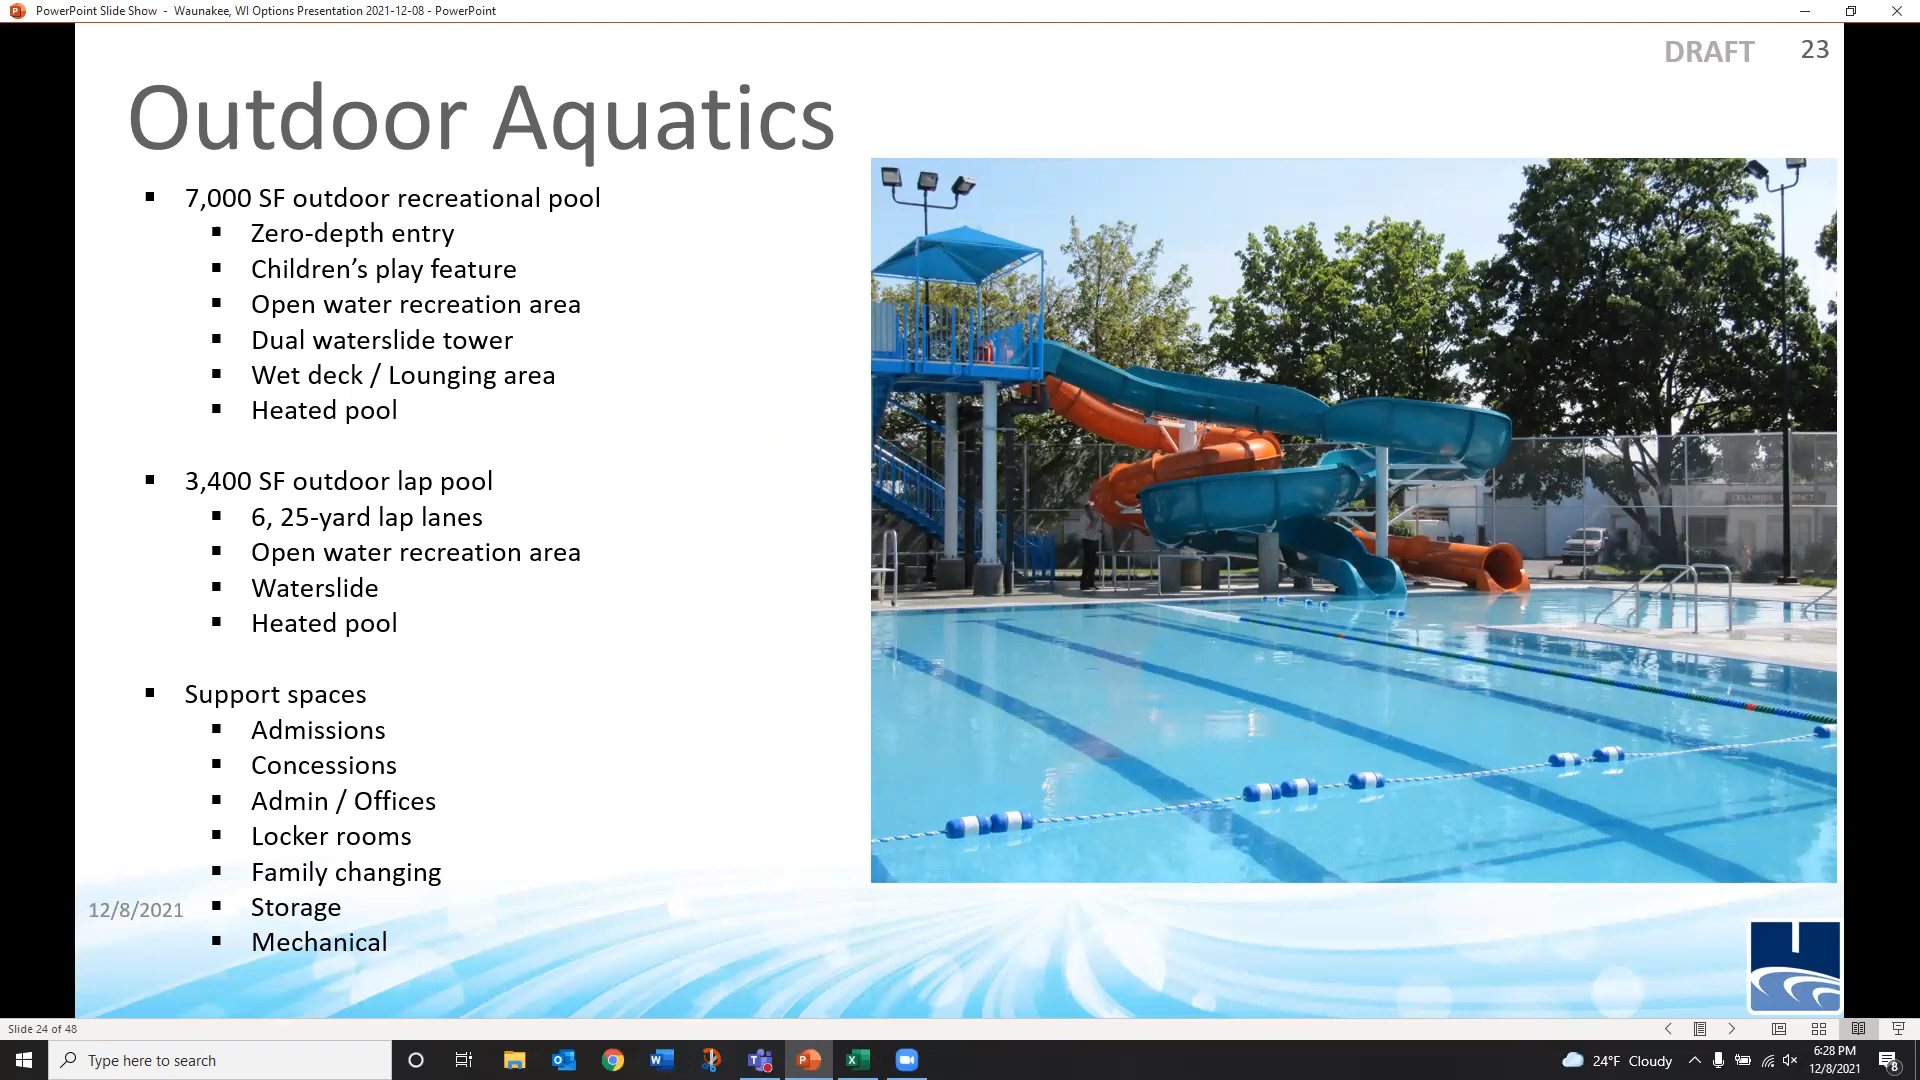 PowerPoint Slide Show - Waunakee, WI Options Presentation 2021-12-08 - PowerPoint
DRAFT 23
Outdoor Aquatics
▪ 7,000 SF outdoor recreational pool
▪ Zero-depth entry
▪ Children’s play feature
▪ Open water recreation area
▪ Dual waterslide tower
▪ Wet deck / Lounging area
▪ Heated pool
▪ 3,400 SF outdoor lap pool
▪ 6, 25-yard lap lanes
▪ Open water recreation area
▪ Waterslide
▪ Heated pool
▪ Support spaces
▪ Admissions
▪ Concessions
▪ Admin / Offices
▪ Locker rooms
▪ Family changing
▪ Storage
▪ Mechanical
12/8/2021
Slide 24 of 48
Type here to search
24°F Cloudy
6:28 PM
12/8/2021
8